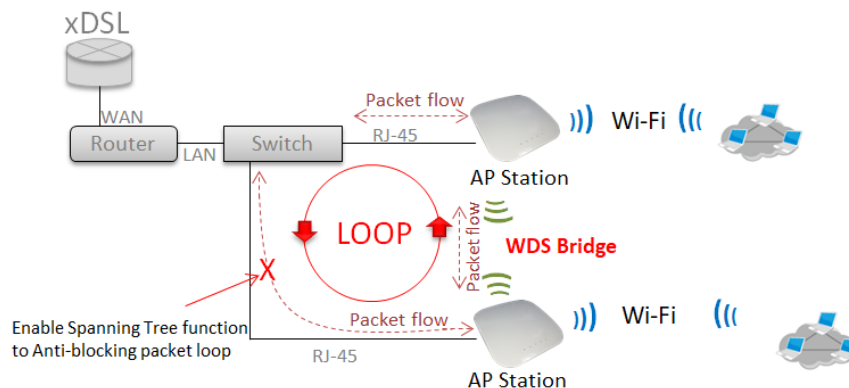 xDSL
WAN
Router
LAN
Switch
Packet flow
RJ-45
Wi-Fi
AP Station
LOOP
Packet flow
WDS Bridge
X
Enable Spanning Tree function
to Anti-blocking packet loop
Packet flow
RJ-45
Wi-Fi
AP Station